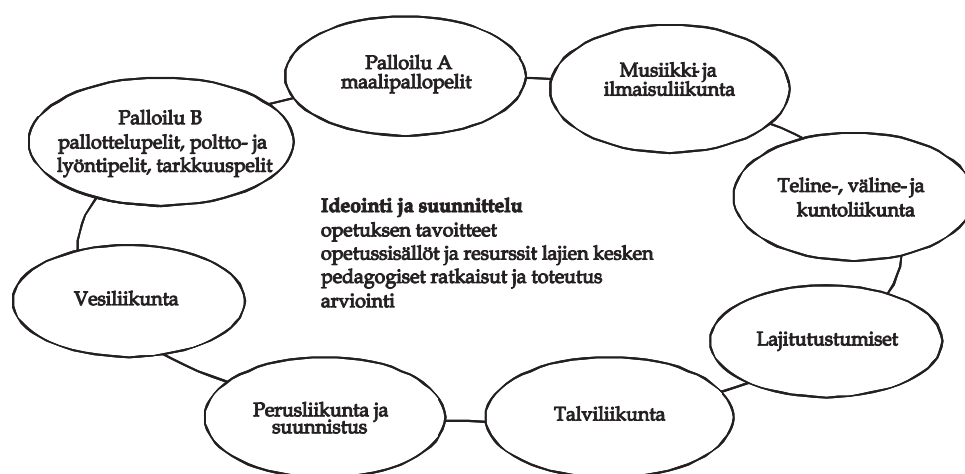 Palloilu A
maalipallopelit
Musiikki- ja
ilmaisuliikunta
Palloilu B
pallottelupelit, poltto- ja
lyöntipelit, tarkkuuspelit
Teline-, väline- ja
kuntoliikunta
Ideointi ja suunnittelu
opetuksen tavoitteet
opetussisällöt ja resurssit lajien kesken
pedagogiset ratkaisut ja toteutus
arviointi
Vesiliikunta
Lajitutustumiset
Perusliikunta ja
suunnistus
Talviliikunta